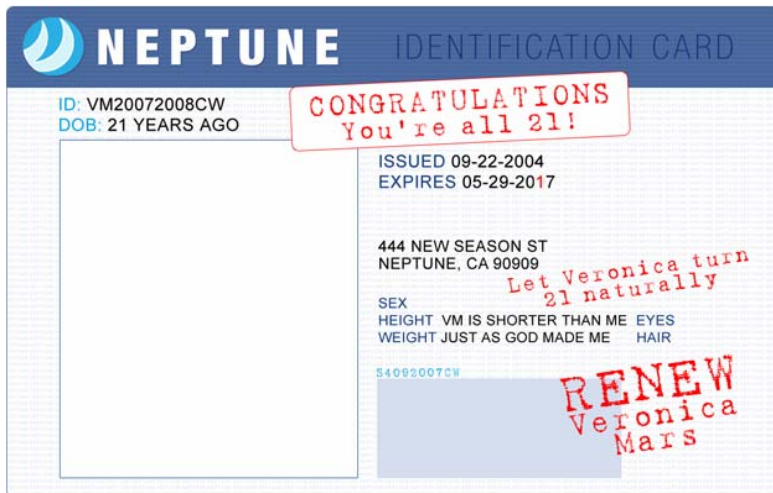 NEPTUNE IDENTIFICATION CARD
ID: VM20072008CW
DOB: 21 YEARS AGO
CONGRATULATIONS
You're all 21!
ISSUED 09-22-2004
EXPIRES 05-29-2017
444 NEW SEASON ST
NEPTUNE, CA 90909
Let Veronica turn
21 naturally
SEX
HEIGHT VM IS SHORTER THAN ME EYES
WEIGHT JUST AS GOD MADE ME HAIR
S4092007CW
RENEW
Veronica
Mars